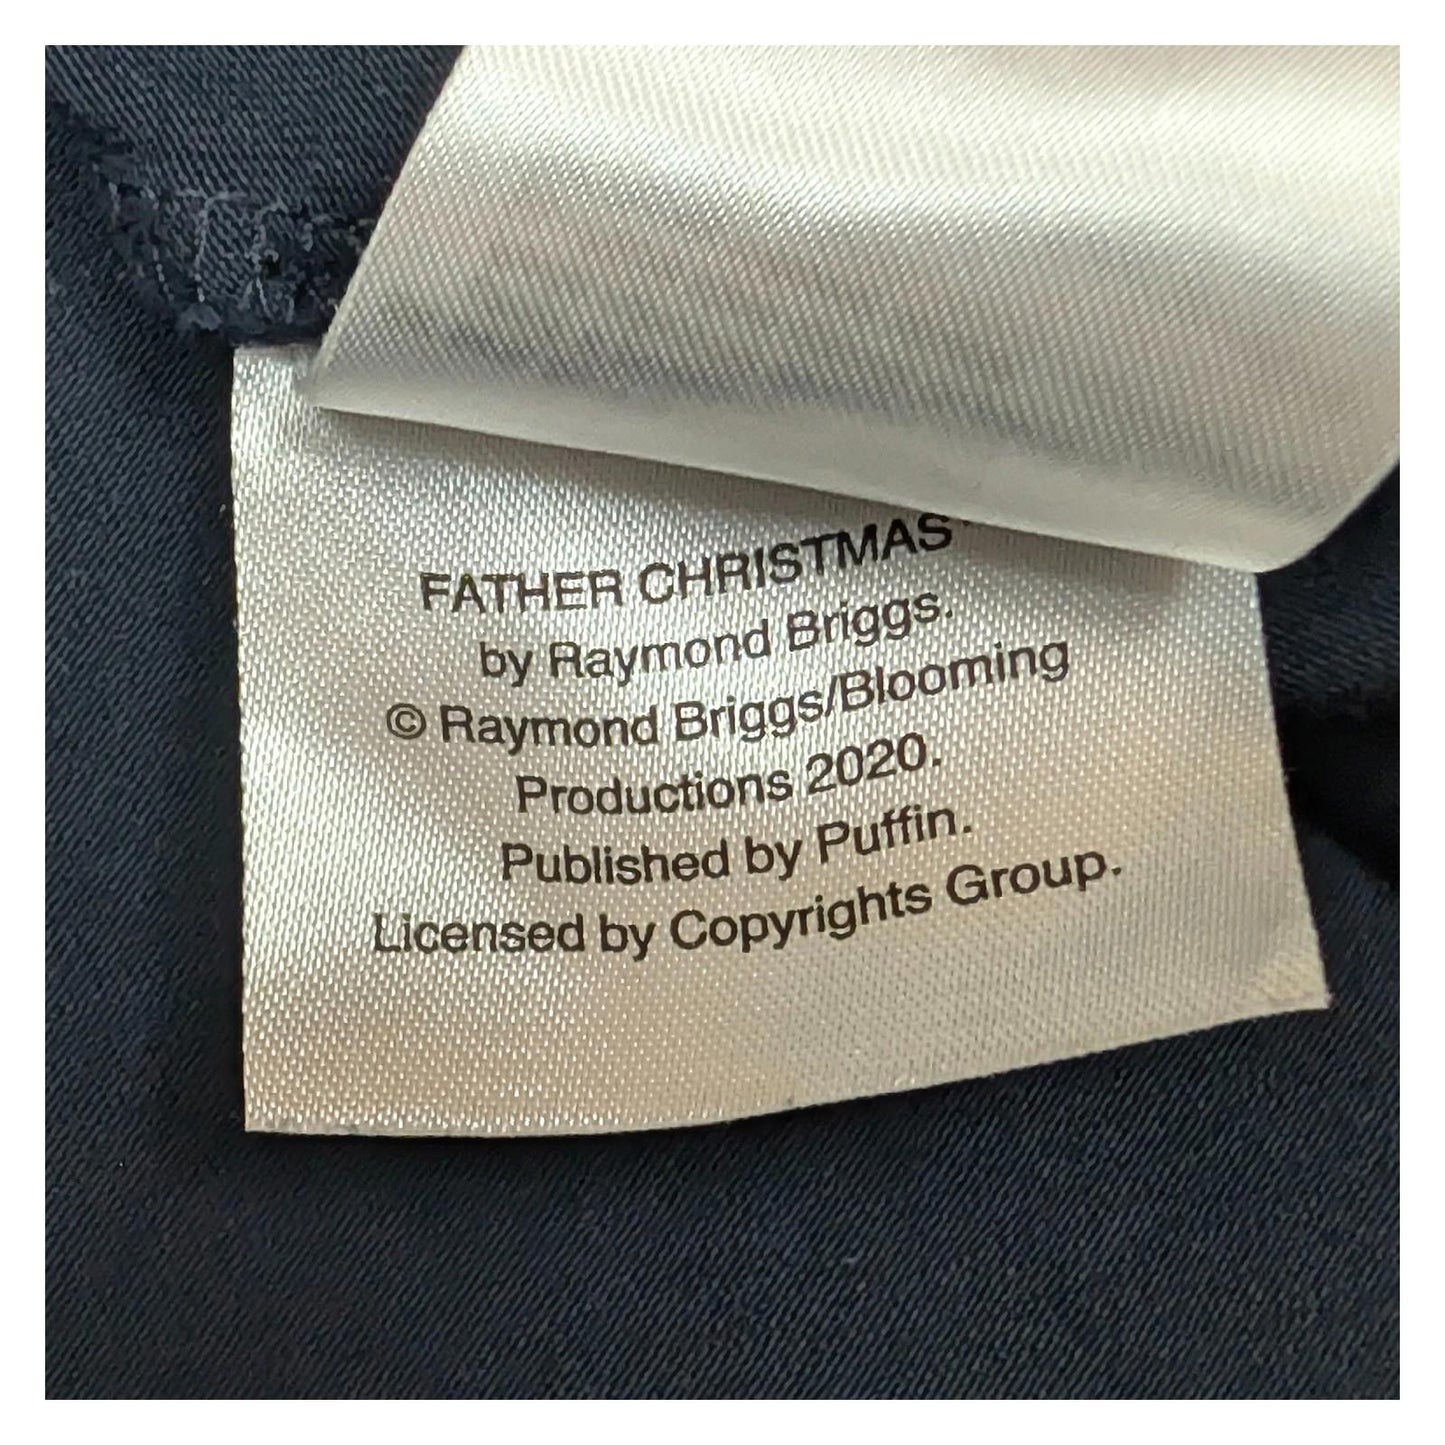 FATHER CHRISTMAS
by Raymond Briggs.
© Raymond Briggs/Blooming
Productions 2020.
Published by Puffin.
Licensed by Copyrights Group.